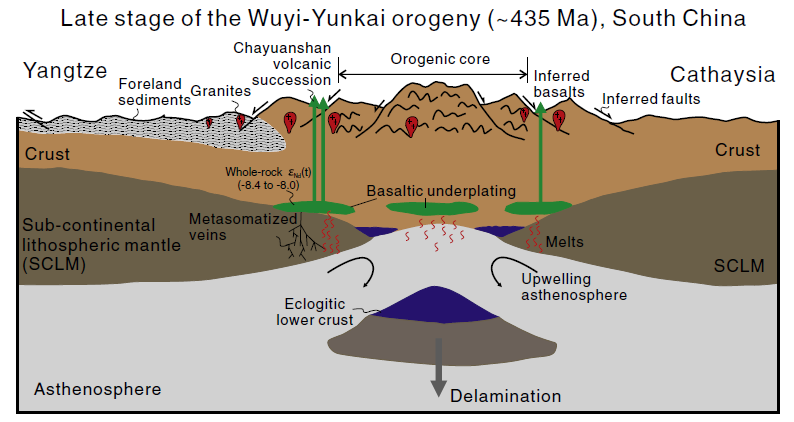 Late stage of the Wuyi-Yunkai orogeny (~435 Ma), South China
Yangtze
Foreland
sediments
Granites
Chayuanshan
volcanic
succession
Orogenic core
Inferred
basalts
Cathaysia
Inferred faults
Crust
Crust
Whole-rock εNd(t)
(-8.4 to -8.0)
Basaltic underplating
Sub-continental
lithospheric mantle
(SCLM)
Metasomatized
veins
Melts
SCLM
Upwelling
asthenosphere
Eclogitic
lower crust
Asthenosphere
Delamination